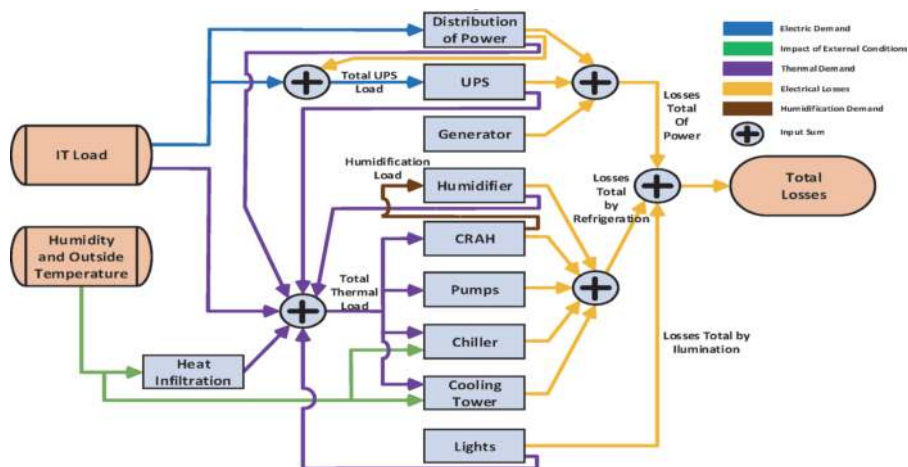 Distribution
of Power
Electric Demand
Impact of External Conditions
Thermal Demand
Electrical Losses
Humidification Demand
Input Sum
Total UPS
Load
UPS
Losses
Total
Of
Power
Generator
IT Load
Humidification
Load
Humidifier
Losses
Total
by
Refrigeration
Total
Losses
Humidity
and Outside
Temperature
CRAH
Total
Thermal
Load
Pumps
Chiller
Losses Total by
Ilumination
Heat
Infiltration
Cooling
Tower
Lights